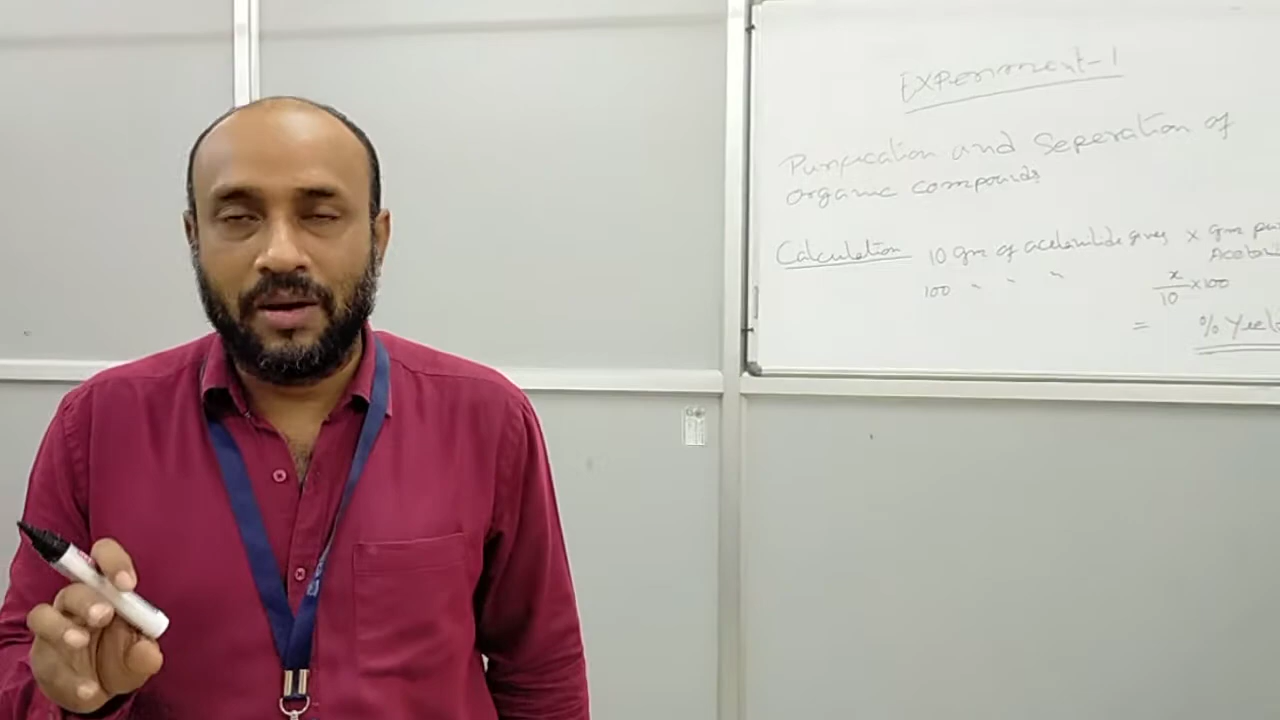 Experiment-1
Purification and Seperation of
organic compounds
Calculation 10 gm of acetanilide gives x gm pu
Acetan
100 " " " x/10 x100
= % Yeel